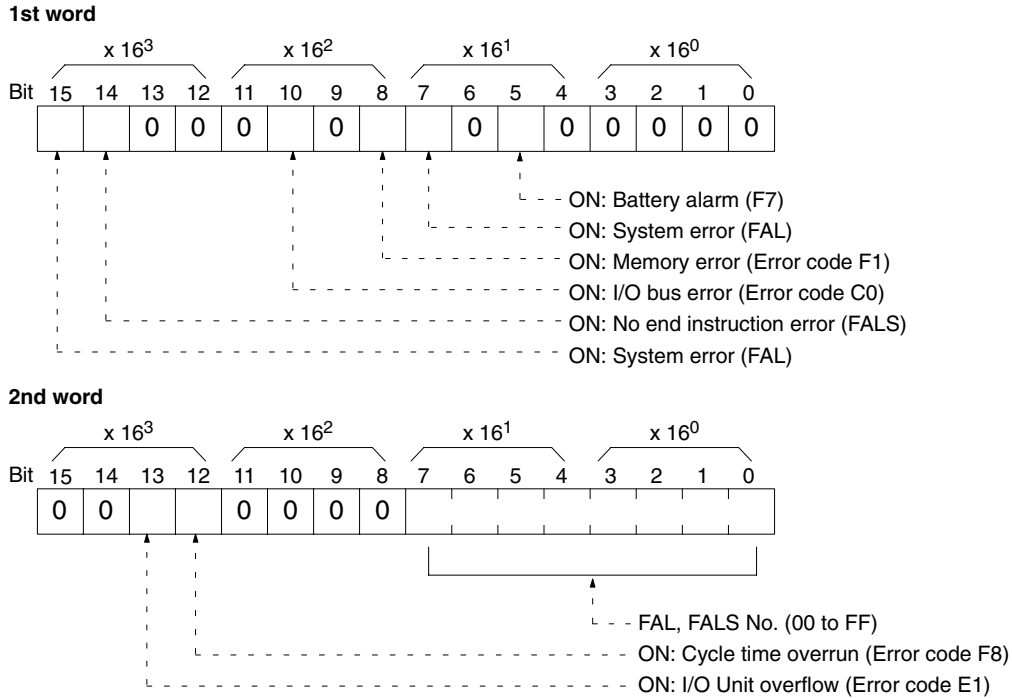 1st word
x 16³ x 16² x 16¹ x 16⁰
Bit 15 14 13 12 11 10 9 8 7 6 5 4 3 2 1 0
0 0 0 0 0 0 0 0 0 0
ON: Battery alarm (F7)
ON: System error (FAL)
ON: Memory error (Error code F1)
ON: I/O bus error (Error code C0)
ON: No end instruction error (FALS)
ON: System error (FAL)
2nd word
x 16³ x 16² x 16¹ x 16⁰
Bit 15 14 13 12 11 10 9 8 7 6 5 4 3 2 1 0
0 0 0 0 0 0
FAL, FALS No. (00 to FF)
ON: Cycle time overrun (Error code F8)
ON: I/O Unit overflow (Error code E1)